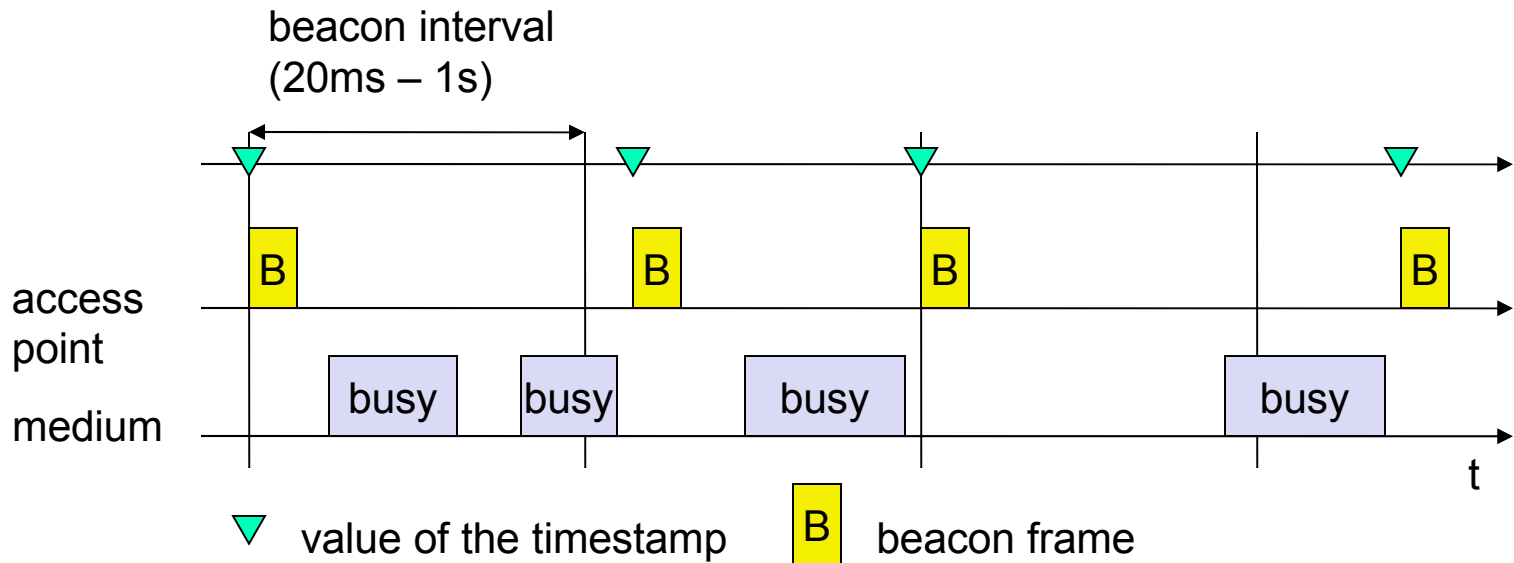 beacon interval
(20ms – 1s)
B
B
B
B
access
point
busy
busy
busy
busy
medium
t
value of the timestamp
B
beacon frame